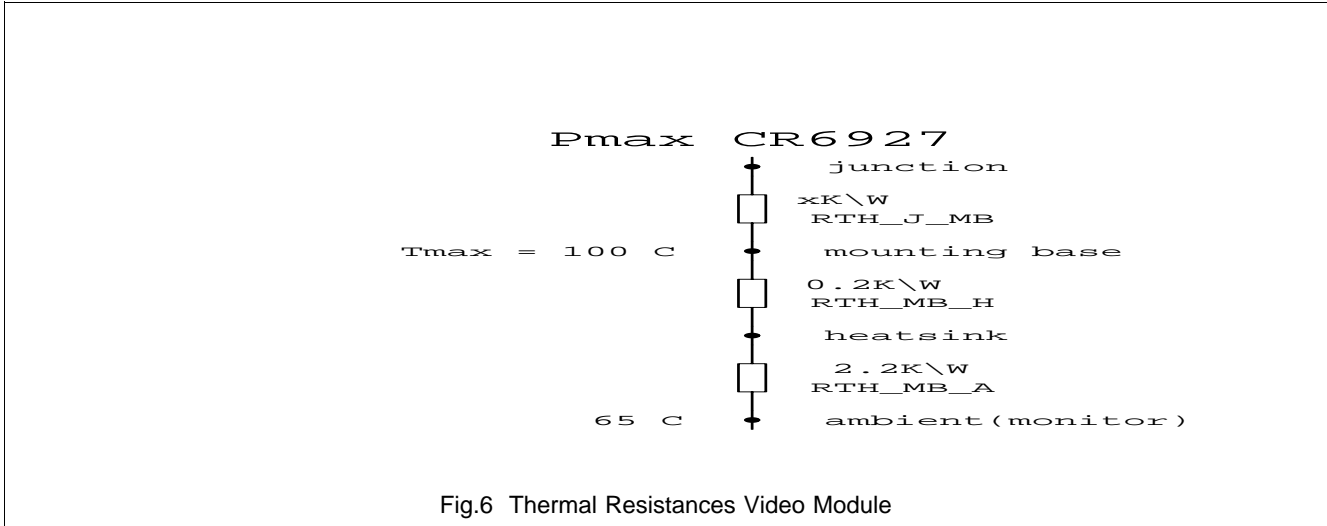 Pmax CR6927
junction
xK\W
RTH_J_MB
Tmax = 100 C mounting base
0.2K\W
RTH_MB_H
heatsink
2.2K\W
RTH_MB_A
65 C ambient(monitor)
Fig.6 Thermal Resistances Video Module